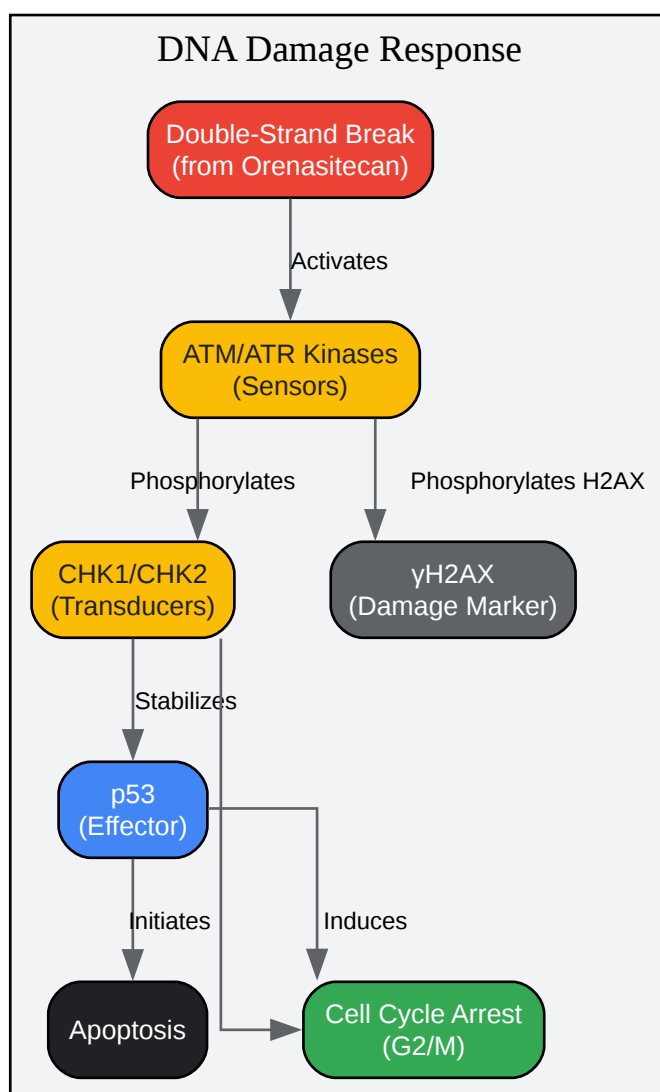 DNA Damage Response
Double-Strand Break
(from Orenasitecan)
Activates
ATM/ATR Kinases
(Sensors)
Phosphorylates
Phosphorylates H2AX
CHK1/CHK2
(Transducers)
γH2AX
(Damage Marker)
Stabilizes
p53
(Effector)
Initiates
Induces
Apoptosis
Cell Cycle Arrest
(G2/M)